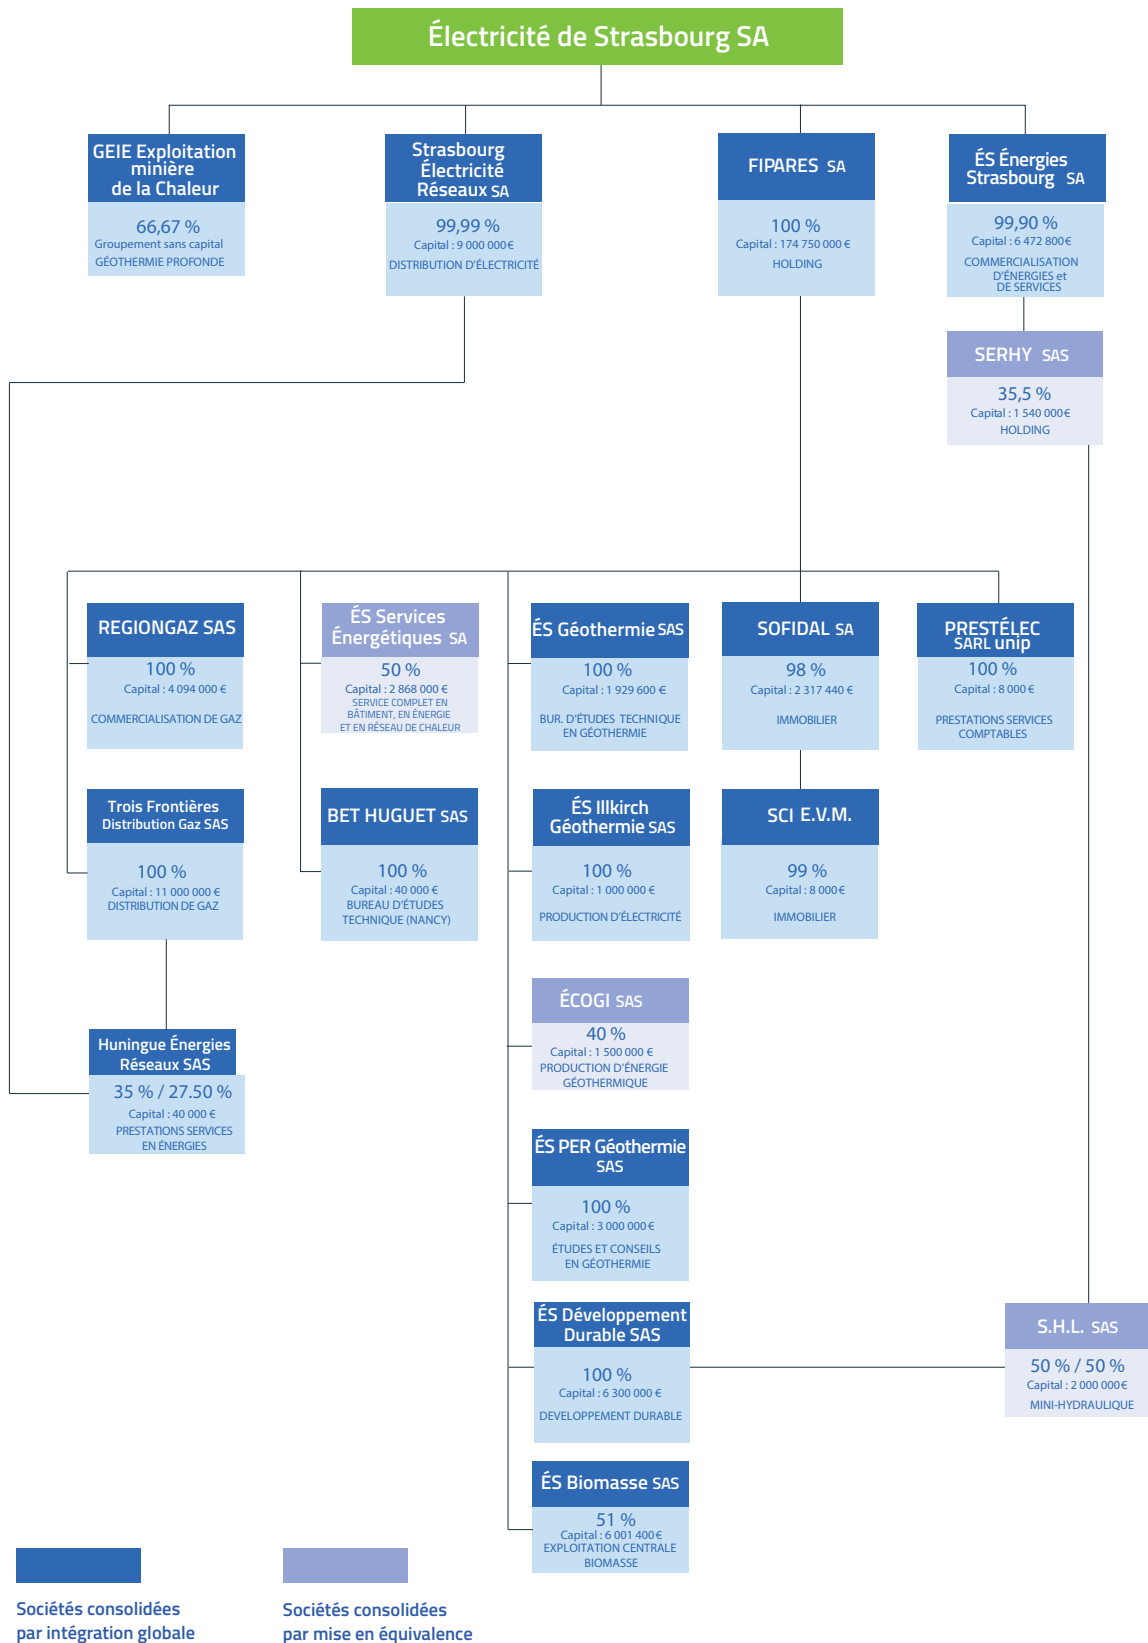 Électricité de Strasbourg SA
GEIE Exploitation
minière
de la Chaleur
66,67 %
Groupement sans capital
GÉOTHERMIE PROFONDE
Strasbourg
Électricité
Réseaux SA
99,99 %
Capital : 9 000 000 €
DISTRIBUTION D'ÉLECTRICITÉ
FIPARES SA
100 %
Capital : 174 750 000 €
HOLDING
ÉS Énergies
Strasbourg SA
99,90 %
Capital : 6 472 800 €
COMMERCIALISATION
D'ÉNERGIES et
DE SERVICES
SERHY SAS
35,5 %
Capital : 1 540 000 €
HOLDING
REGIONGAZ SAS
100 %
Capital : 4 094 000 €
COMMERCIALISATION DE GAZ
ÉS Services
Énergétiques SA
50 %
Capital : 2 868 000 €
SERVICE COMPLET EN
BÂTIMENT, EN ÉNERGIE
ET EN RÉSEAU DE CHALEUR
ÉS Géothermie SAS
100 %
Capital : 1 929 600 €
BUR. D'ÉTUDES TECHNIQUE
EN GÉOTHERMIE
SOFIDAL SA
98 %
Capital : 2 317 440 €
IMMOBILIER
PRESTÉLEC
SARL unip
100 %
Capital : 8 000 €
PRESTATIONS SERVICES
COMPTABLES
Trois Frontières
Distribution Gaz SAS
100 %
Capital : 11 000 000 €
DISTRIBUTION DE GAZ
BET HUGUET SAS
100 %
Capital : 40 000 €
BUREAU D'ÉTUDES
TECHNIQUE (NANCY)
ÉS Illkirch
Géothermie SAS
100 %
Capital : 1 000 000 €
PRODUCTION D'ÉLECTRICITÉ
SCI E.V.M.
99 %
Capital : 8 000 €
IMMOBILIER
ÉCOGI SAS
40 %
Capital : 1 500 000 €
PRODUCTION D'ÉNERGIE
GÉOTHERMIQUE
Huningue Énergies
Réseaux SAS
35 % / 27.50 %
Capital : 40 000 €
PRESTATIONS SERVICES
EN ÉNERGIES
ÉS PER Géothermie
SAS
100 %
Capital : 3 000 000 €
ÉTUDES ET CONSEILS
EN GÉOTHERMIE
ÉS Développement
Durable SAS
100 %
Capital : 6 300 000 €
DEVELOPPEMENT DURABLE
S.H.L. SAS
50 % / 50 %
Capital : 2 000 000 €
MINI-HYDRAULIQUE
ÉS Biomasse SAS
51 %
Capital : 6 001 400 €
EXPLOITATION CENTRALE
BIOMASSE
Sociétés consolidées
par intégration globale
Sociétés consolidées
par mise en équivalence